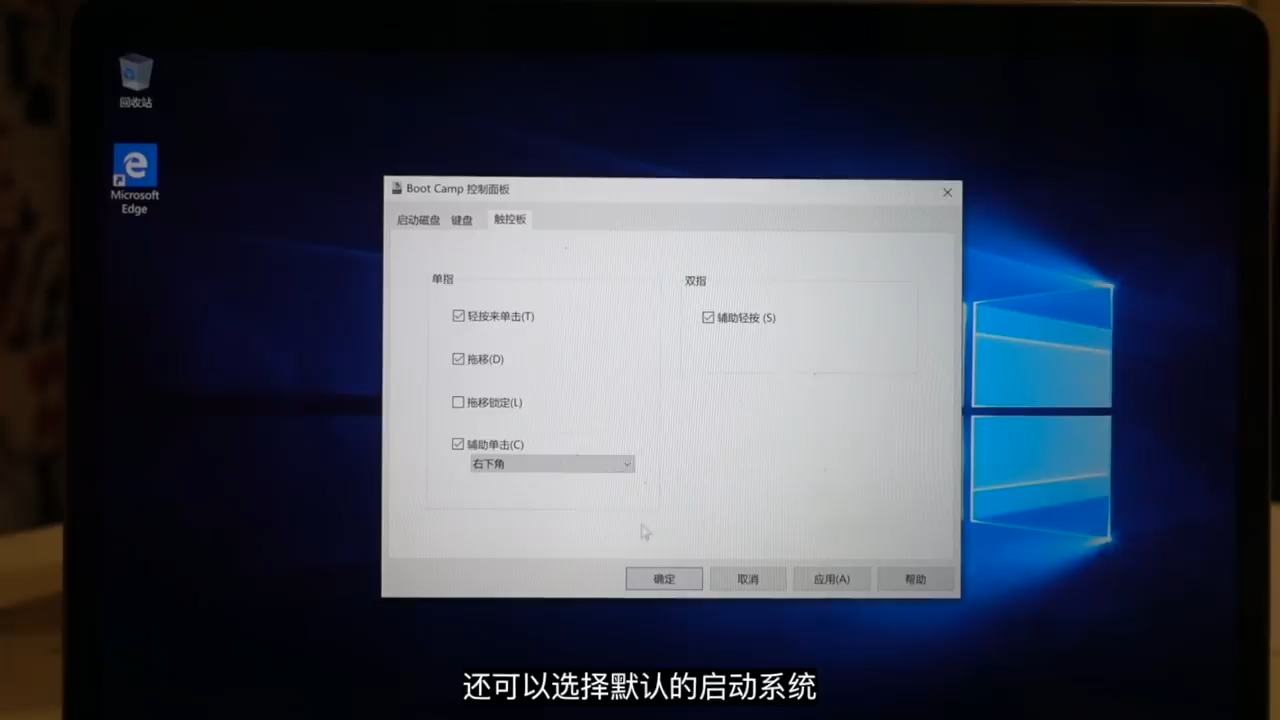 回收站
Microsoft
Edge
Boot Camp 控制面板
启动磁盘 键盘 触控板
单指
轻按来单击(T)
拖移(D)
拖移锁定(L)
辅助单击(C)
右下角
双指
辅助轻按 (S)
确定 取消 应用(A) 帮助
还可以选择默认的启动系统